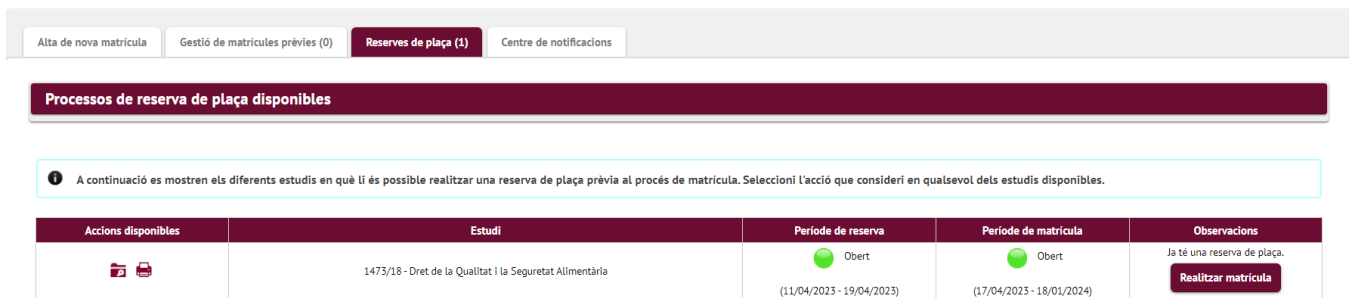 Alta de nova matrícula Gestió de matrícules prèvies (0) Reserves de plaça (1) Centre de notificacions
Processos de reserva de plaça disponibles
A continuació es mostren els diferents estudis en què li és possible realitzar una reserva de plaça prèvia al procés de matrícula. Seleccioni l'acció que consideri en qualsevol dels estudis disponibles.
Accions disponibles Estudi Període de reserva Període de matrícula Observacions
1473/18 - Dret de la Qualitat i la Seguretat Alimentària
Obert
(11/04/2023 - 19/04/2023)
Obert
(17/04/2023 - 18/01/2024)
Ja té una reserva de plaça.
Realitzar matrícula